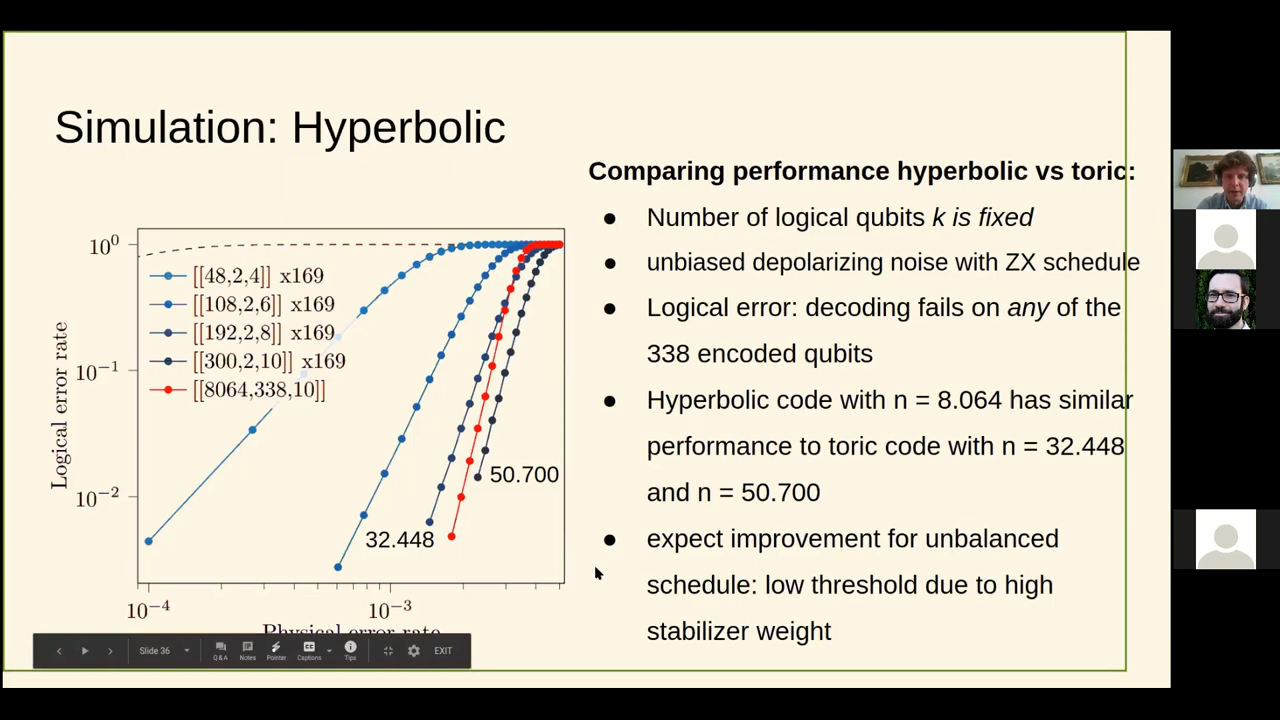 Simulation: Hyperbolic
Comparing performance hyperbolic vs toric:
● Number of logical qubits k is fixed
● unbiased depolarizing noise with ZX schedule
● Logical error: decoding fails on any of the
338 encoded qubits
● Hyperbolic code with n = 8.064 has similar
performance to toric code with n = 32.448
and n = 50.700
● expect improvement for unbalanced
schedule: low threshold due to high
stabilizer weight
10⁰
10⁻¹
10⁻²
Logical error rate
[[48,2,4]] x169
[[108,2,6]] x169
[[192,2,8]] x169
[[300,2,10]] x169
[[8064,338,10]]
50.700
32.448
10⁻⁴
10⁻³
Physical error rate
Slide 36
Q&A
Notes
Pointer
Captions
Tips
EXIT